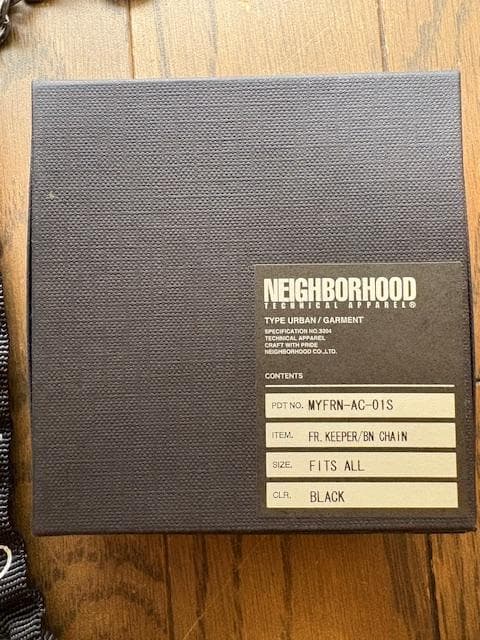 NEIGHBORHOOD
TECHNICAL APPAREL®
TYPE URBAN / GARMENT
SPECIFICATION NO.3204
TECHNICAL APPAREL
CRAFT WITH PRIDE
NEIGHBORHOOD CO.,LTD.
CONTENTS
PDT NO. MYFRN-AC-01S
ITEM. FR.KEEPER/BN CHAIN
SIZE. FITS ALL
CLR. BLACK